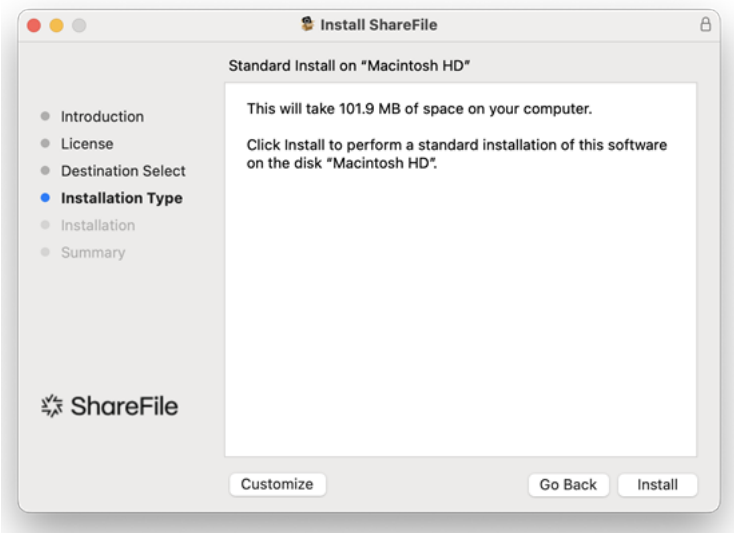 Install ShareFile
Standard Install on “Macintosh HD”
Introduction
License
Destination Select
Installation Type
Installation
Summary
This will take 101.9 MB of space on your computer.
Click Install to perform a standard installation of this software
on the disk “Macintosh HD”.
ShareFile
Customize
Go Back
Install